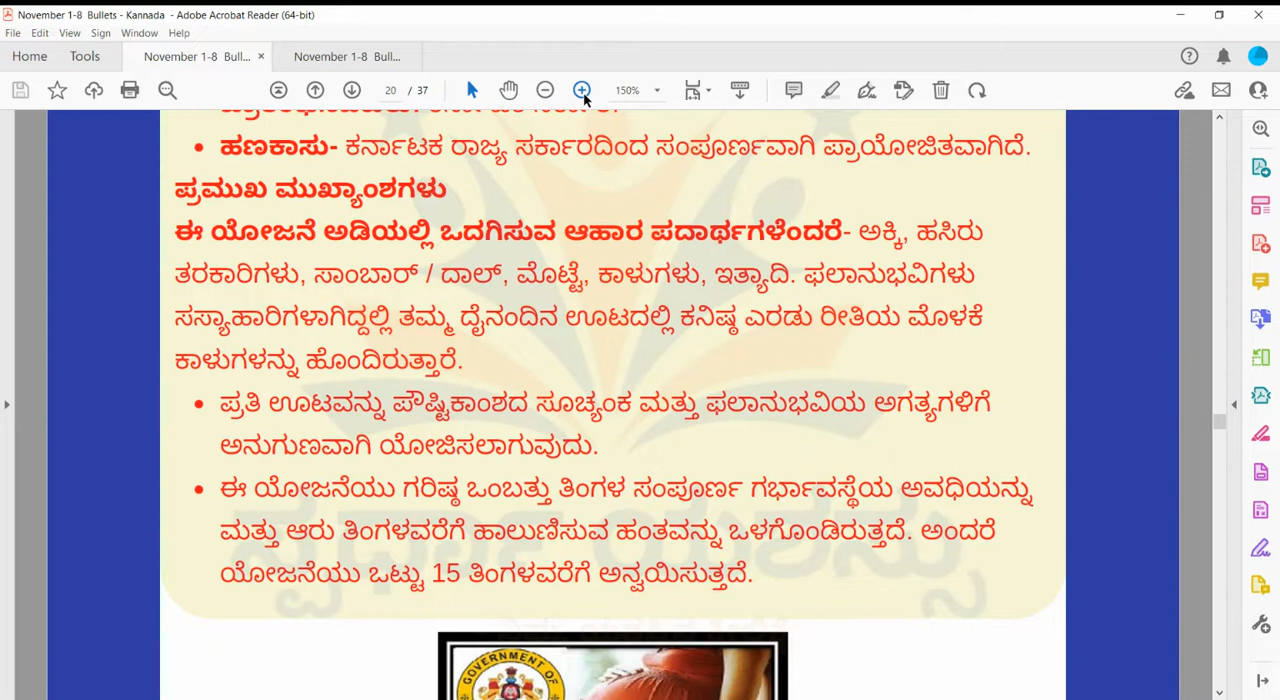 November 1-8 Bullets - Kannada - Adobe Acrobat Reader (64-bit)
File Edit View Sign Window Help
Home Tools November 1-8 Bull... × November 1-8 Bull...
20 / 37 150%
ಹಣಕಾಸು- ಕರ್ನಾಟಕ ರಾಜ್ಯ ಸರ್ಕಾರದಿಂದ ಸಂಪೂರ್ಣವಾಗಿ ಪ್ರಾಯೋಜಿತವಾಗಿದೆ.
ಪ್ರಮುಖ ಮುಖ್ಯಾಂಶಗಳು
ಈ ಯೋಜನೆ ಅಡಿಯಲ್ಲಿ ಒದಗಿಸುವ ಆಹಾರ ಪದಾರ್ಥಗಳೆಂದರೆ- ಅಕ್ಕಿ, ಹಸಿರು
ತರಕಾರಿಗಳು, ಸಾಂಬಾರ್ / ದಾಲ್, ಮೊಟ್ಟೆ, ಕಾಳುಗಳು, ಇತ್ಯಾದಿ. ಫಲಾನುಭವಿಗಳು
ಸಸ್ಯಾಹಾರಿಗಳಾಗಿದ್ದಲ್ಲಿ ತಮ್ಮ ದೈನಂದಿನ ಊಟದಲ್ಲಿ ಕನಿಷ್ಠ ಎರಡು ರೀತಿಯ ಮೊಳಕೆ
ಕಾಳುಗಳನ್ನು ಹೊಂದಿರುತ್ತಾರೆ.
ಪ್ರತಿ ಊಟವನ್ನು ಪೌಷ್ಟಿಕಾಂಶದ ಸೂಚ್ಯಂಕ ಮತ್ತು ಫಲಾನುಭವಿಯ ಅಗತ್ಯಗಳಿಗೆ
ಅನುಗುಣವಾಗಿ ಯೋಜಿಸಲಾಗುವುದು.
ಈ ಯೋಜನೆಯು ಗರಿಷ್ಠ ಒಂಬತ್ತು ತಿಂಗಳ ಸಂಪೂರ್ಣ ಗರ್ಭಾವಸ್ಥೆಯ ಅವಧಿಯನ್ನು
ಮತ್ತು ಆರು ತಿಂಗಳವರೆಗೆ ಹಾಲುಣಿಸುವ ಹಂತವನ್ನು ಒಳಗೊಂಡಿರುತ್ತದೆ. ಅಂದರೆ
ಯೋಜನೆಯು ಒಟ್ಟು 15 ತಿಂಗಳವರೆಗೆ ಅನ್ವಯಿಸುತ್ತದೆ.
ಸ್ಪರ್ಧಾ ಯಶಸ್ಸು
GOVERNMENT OF